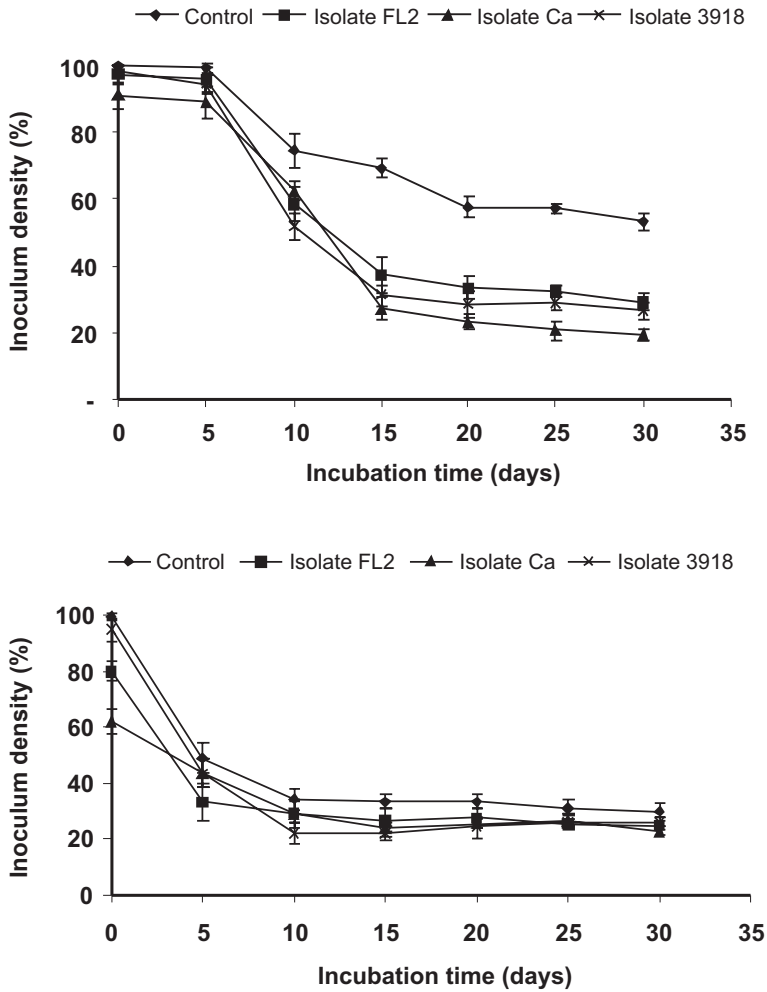 Control Isolate FL2 Isolate Ca Isolate 3918
100
80
60
40
20
-
Inoculum density (%)
0 5 10 15 20 25 30 35
Incubation time (days)
Control Isolate FL2 Isolate Ca Isolate 3918
100
80
60
40
20
0
Inoculum density (%)
0 5 10 15 20 25 30 35
Incubation time (days)